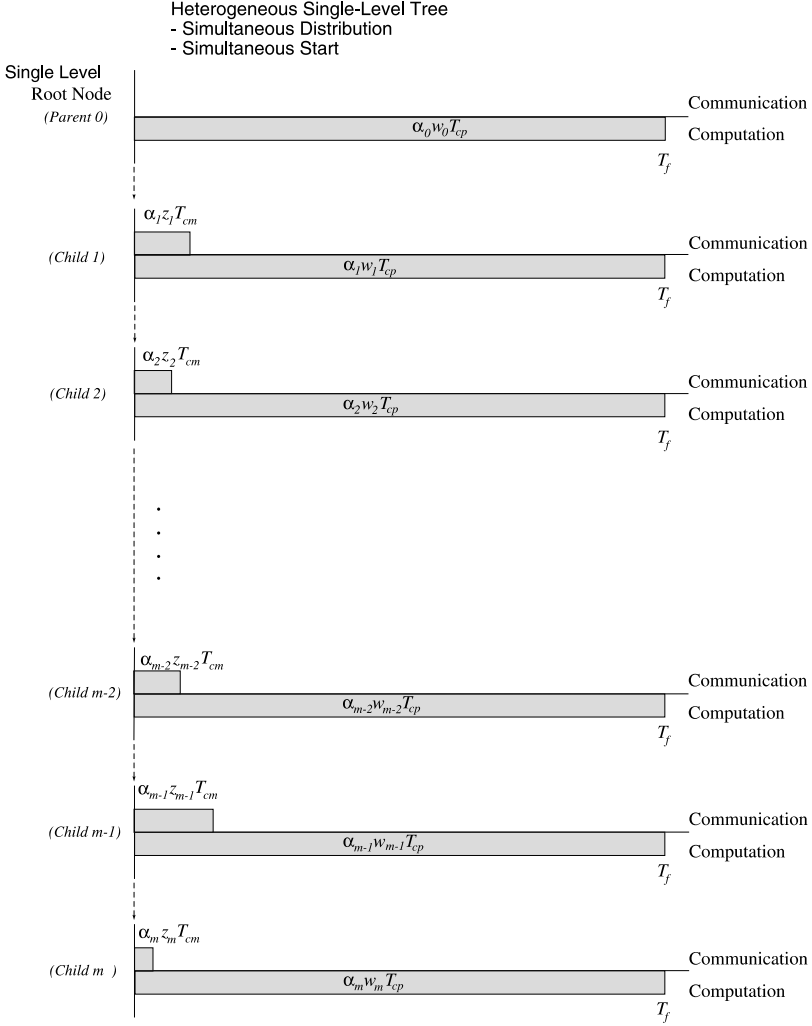 Heterogeneous Single-Level Tree
- Simultaneous Distribution
- Simultaneous Start
Single Level
Root Node
(Parent 0)
Communication
α0w0Tcp
Computation
Tf
α1z1Tcm
(Child 1)
Communication
α1w1Tcp
Computation
Tf
α2z2Tcm
(Child 2)
Communication
α2w2Tcp
Computation
Tf
αm-2zm-2Tcm
(Child m-2)
Communication
αm-2wm-2Tcp
Computation
Tf
αm-1zm-1Tcm
(Child m-1)
Communication
αm-1wm-1Tcp
Computation
Tf
αmzmTcm
(Child m )
Communication
αmwmTcp
Computation
Tf